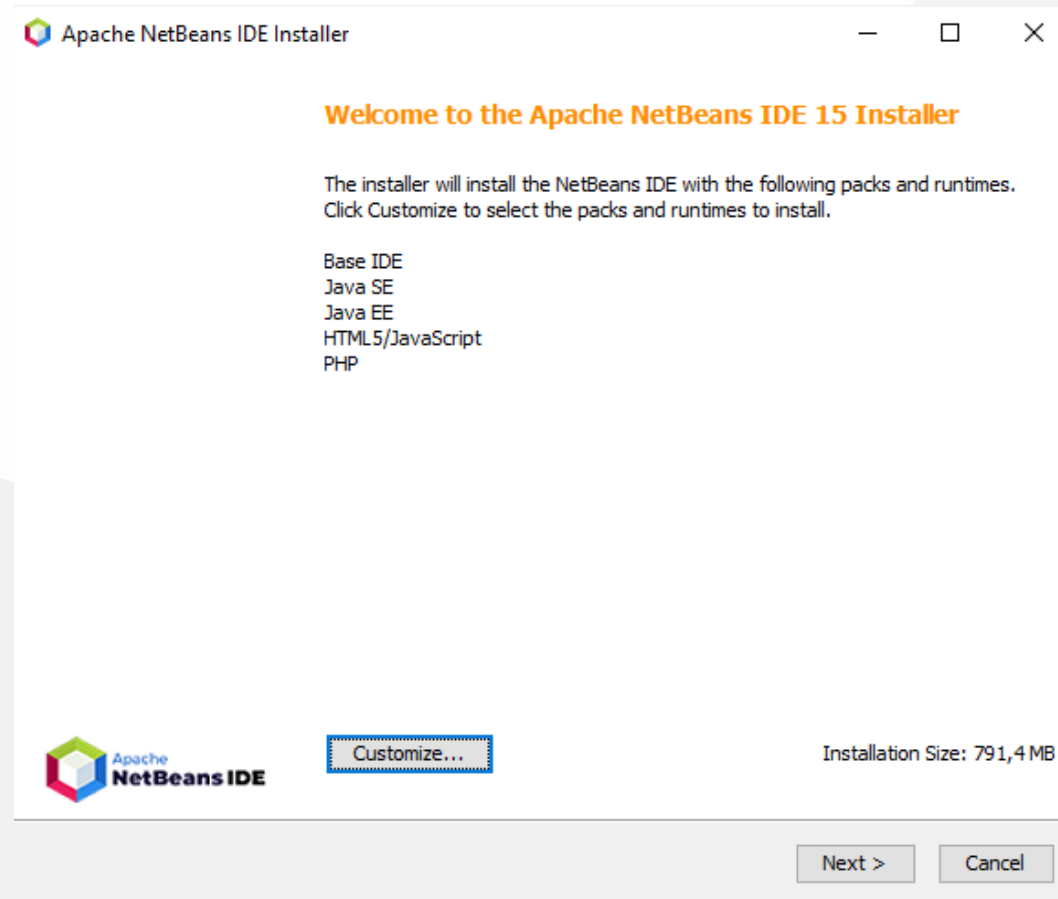 Apache NetBeans IDE Installer
Welcome to the Apache NetBeans IDE 15 Installer
The installer will install the NetBeans IDE with the following packs and runtimes.
Click Customize to select the packs and runtimes to install.
Base IDE
Java SE
Java EE
HTML5/JavaScript
PHP
Apache
NetBeans IDE
Customize...
Installation Size: 791,4 MB
Next >
Cancel